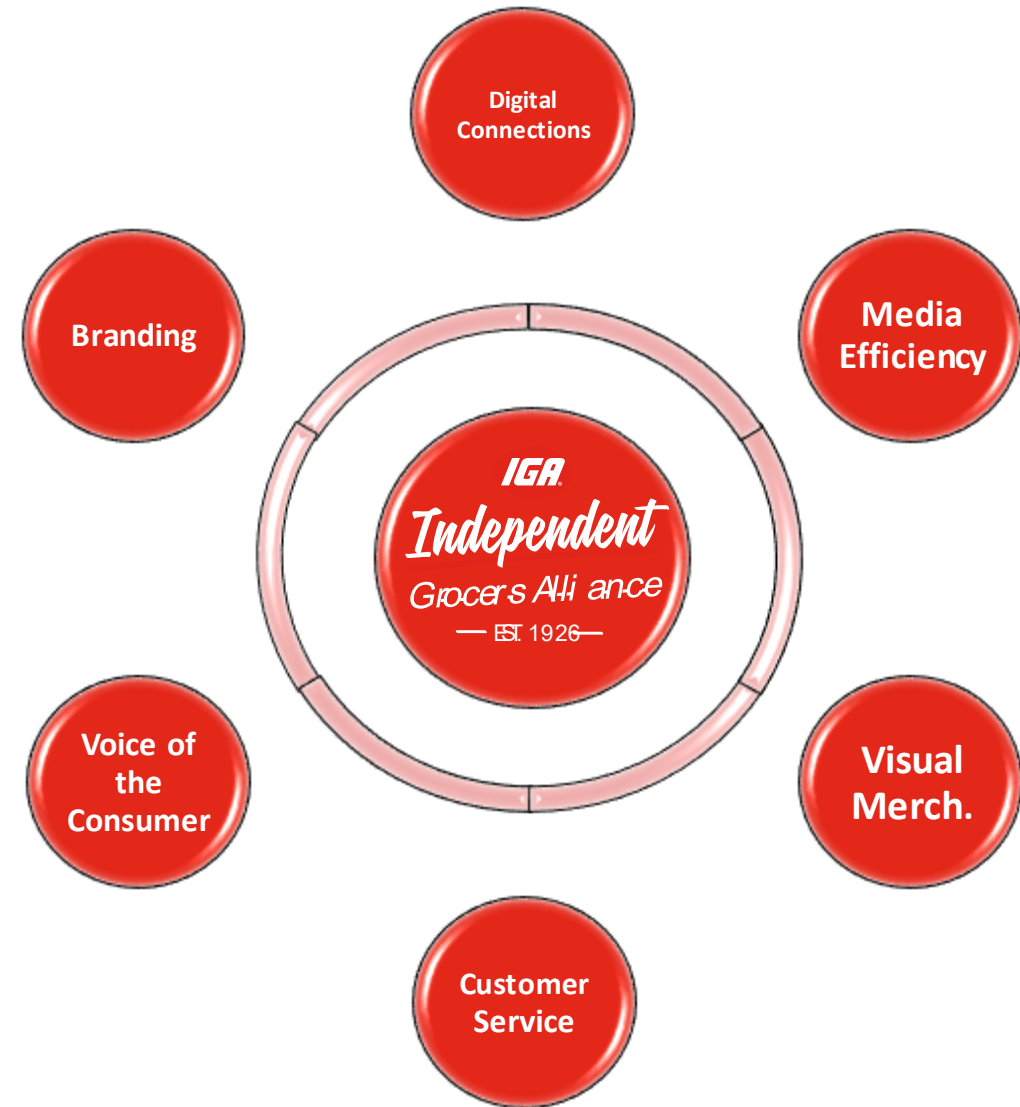 Digital
Connections
Branding
Media
Efficiency
IGA
Independent
Grocers Alliance
EST. 1926
Voice of
the
Consumer
Visual
Merch.
Customer
Service